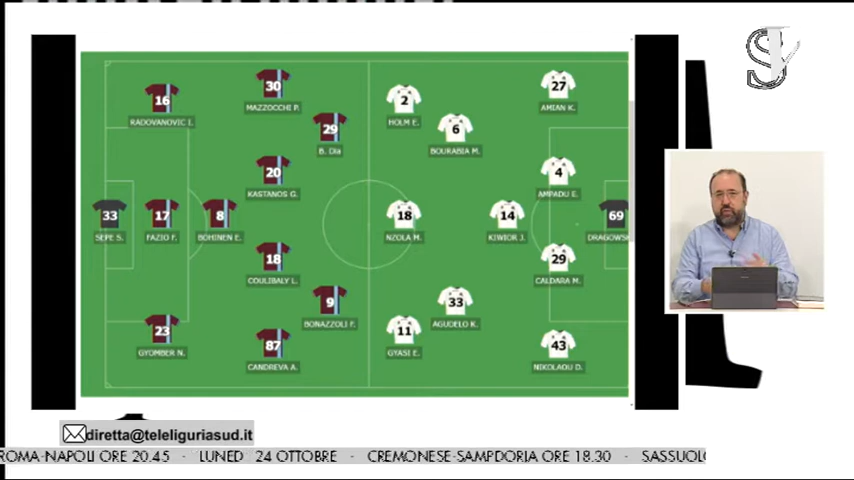 30
MAZZOCCHI P.
16
RADOVANOVIC I.
29
B. Dia
20
KASTANOS G.
33
SEPE S.
17
FAZIO F.
8
BOHINEN E.
18
COULIBALY L.
9
BONAZZOLI F.
23
GYOMBER N.
87
CANDREVA A.
2
HOLM E.
27
AMIAN K.
6
BOURABIA M.
4
AMPADU E.
18
NZOLA M.
14
KIWIOR J.
69
DRAGOWSK
29
CALDARA M.
33
AGUDELO K.
11
GYASI E.
43
NIKOLAOU D.
diretta@teleliguriasud.it
ROMA-NAPOLI ORE 20.45 - LUNED 24 OTTOBRE - CREMONESE-SAMPDORIA ORE 18.30 - SASSUOL